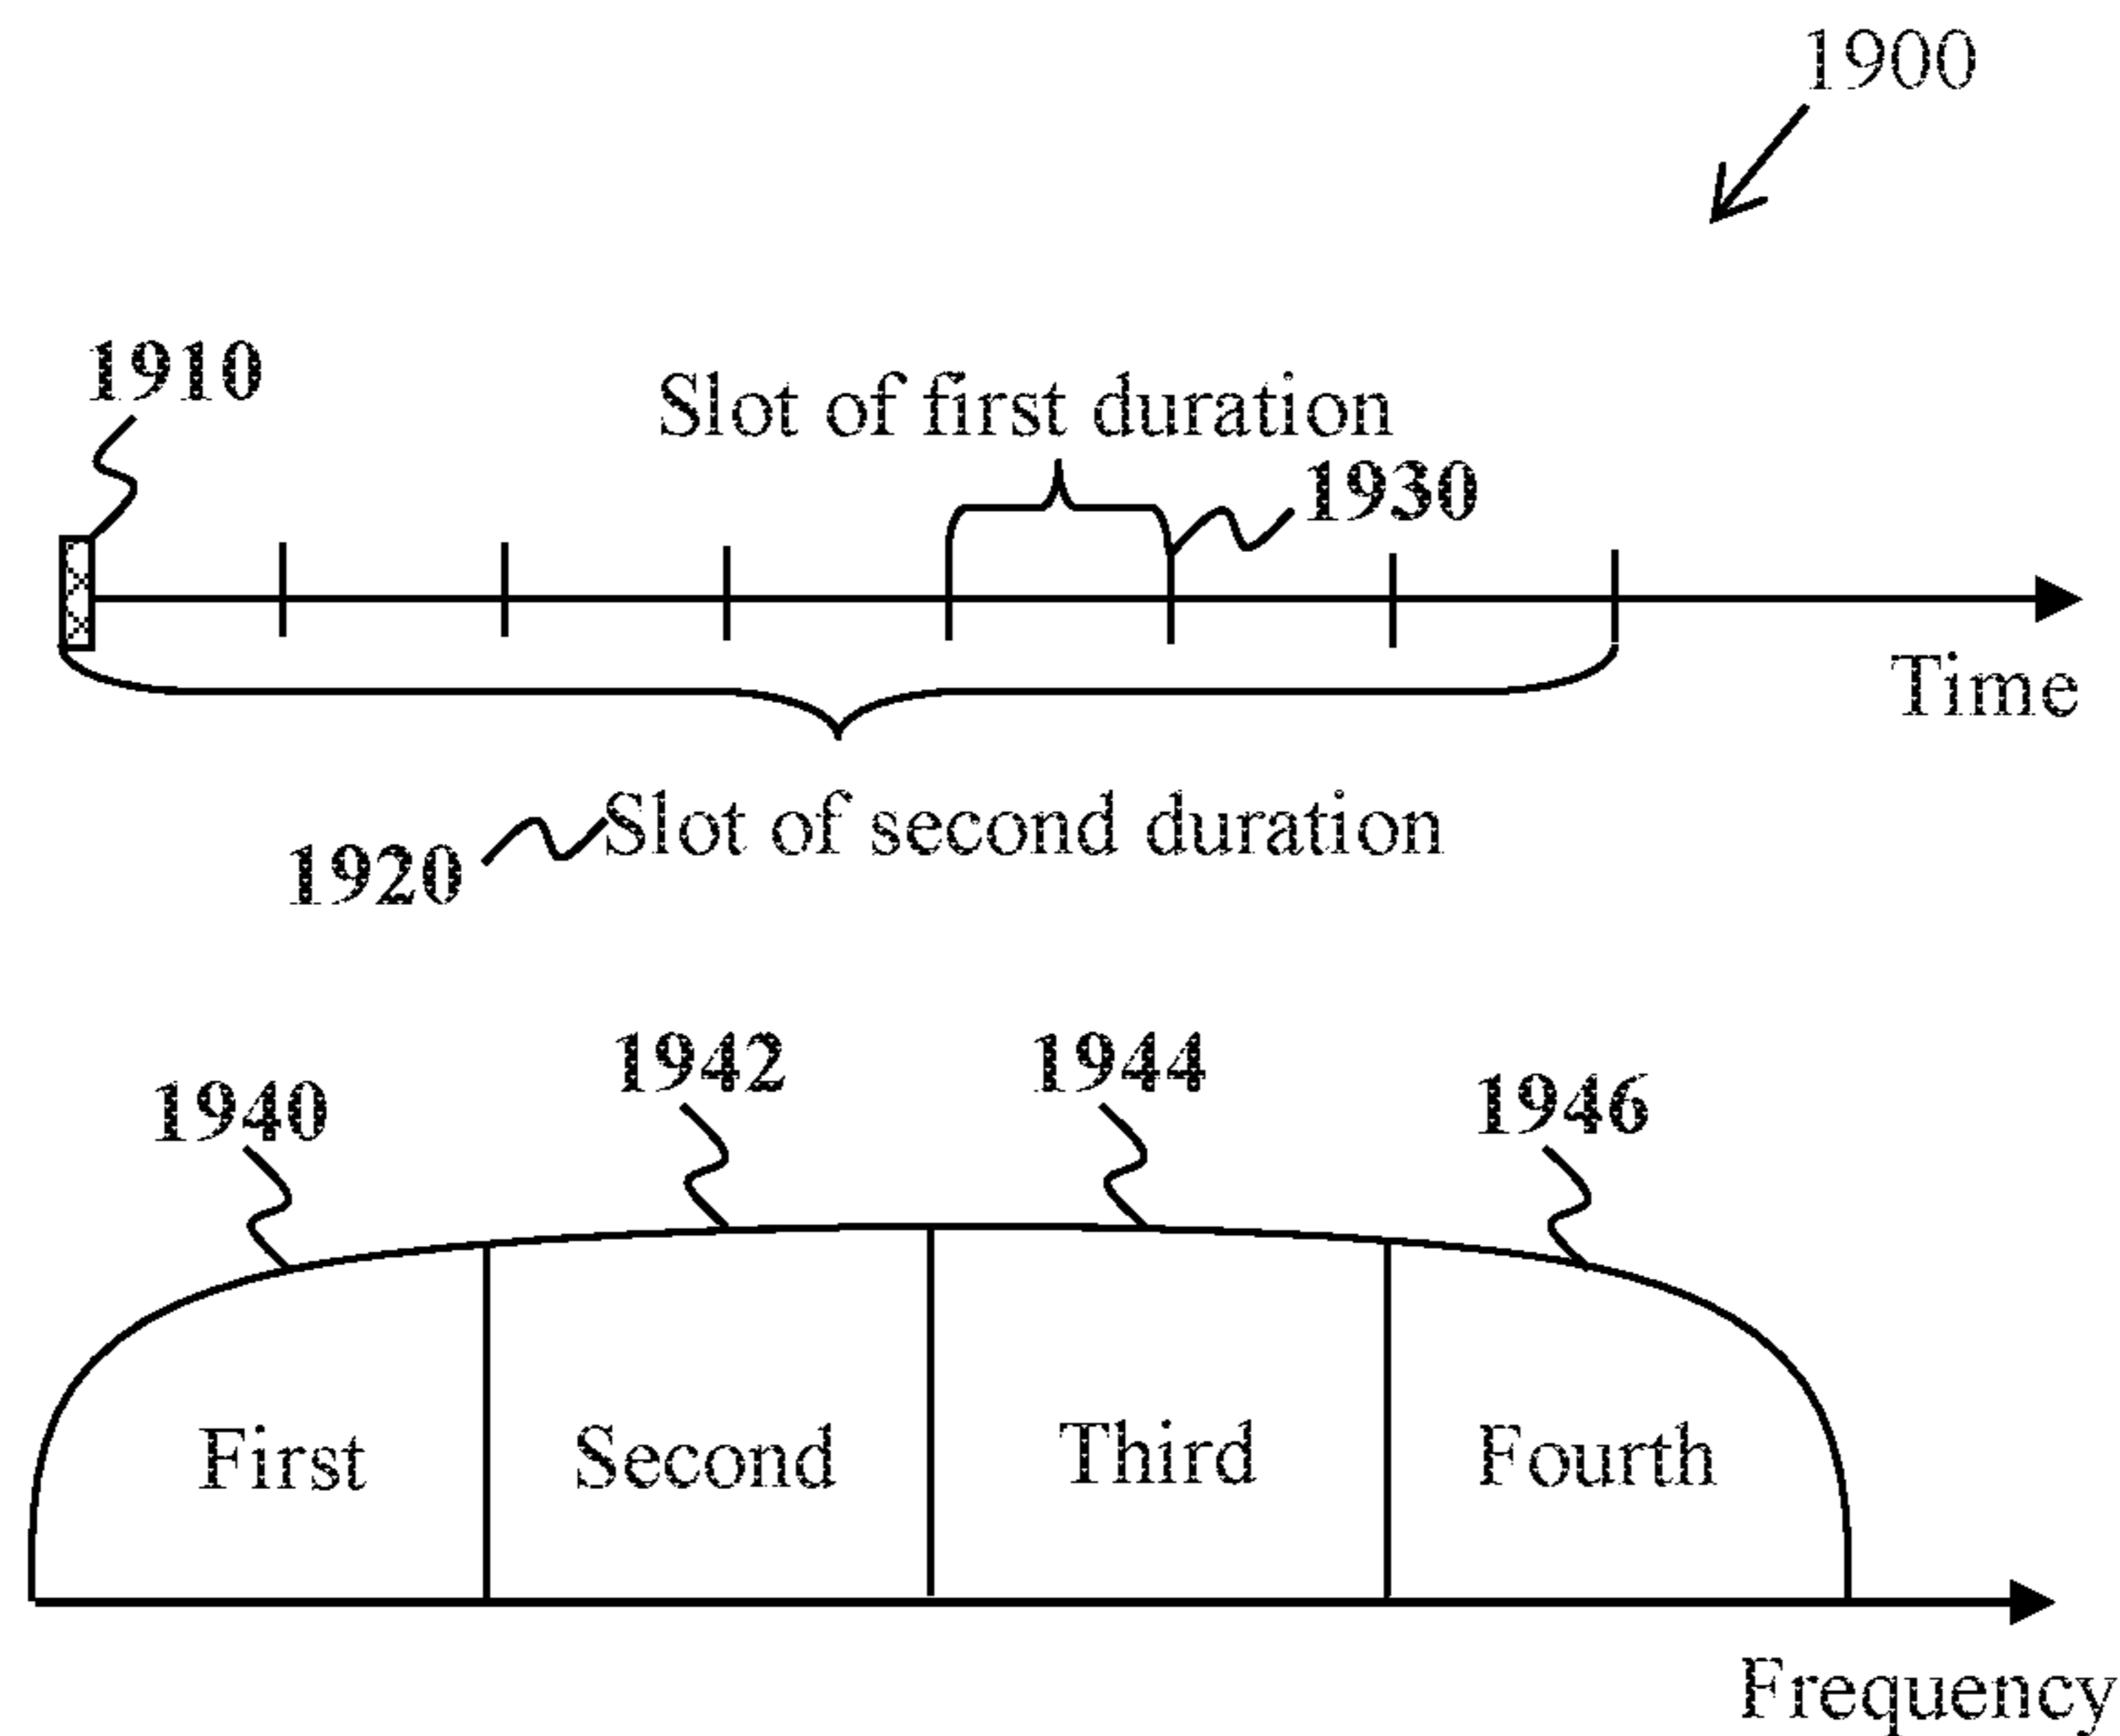 1900
1910
Slot of first duration
1930
Time
Slot of second duration
1920
1942
1944
1940
1946
First
Second
Third
Fourth
Frequency